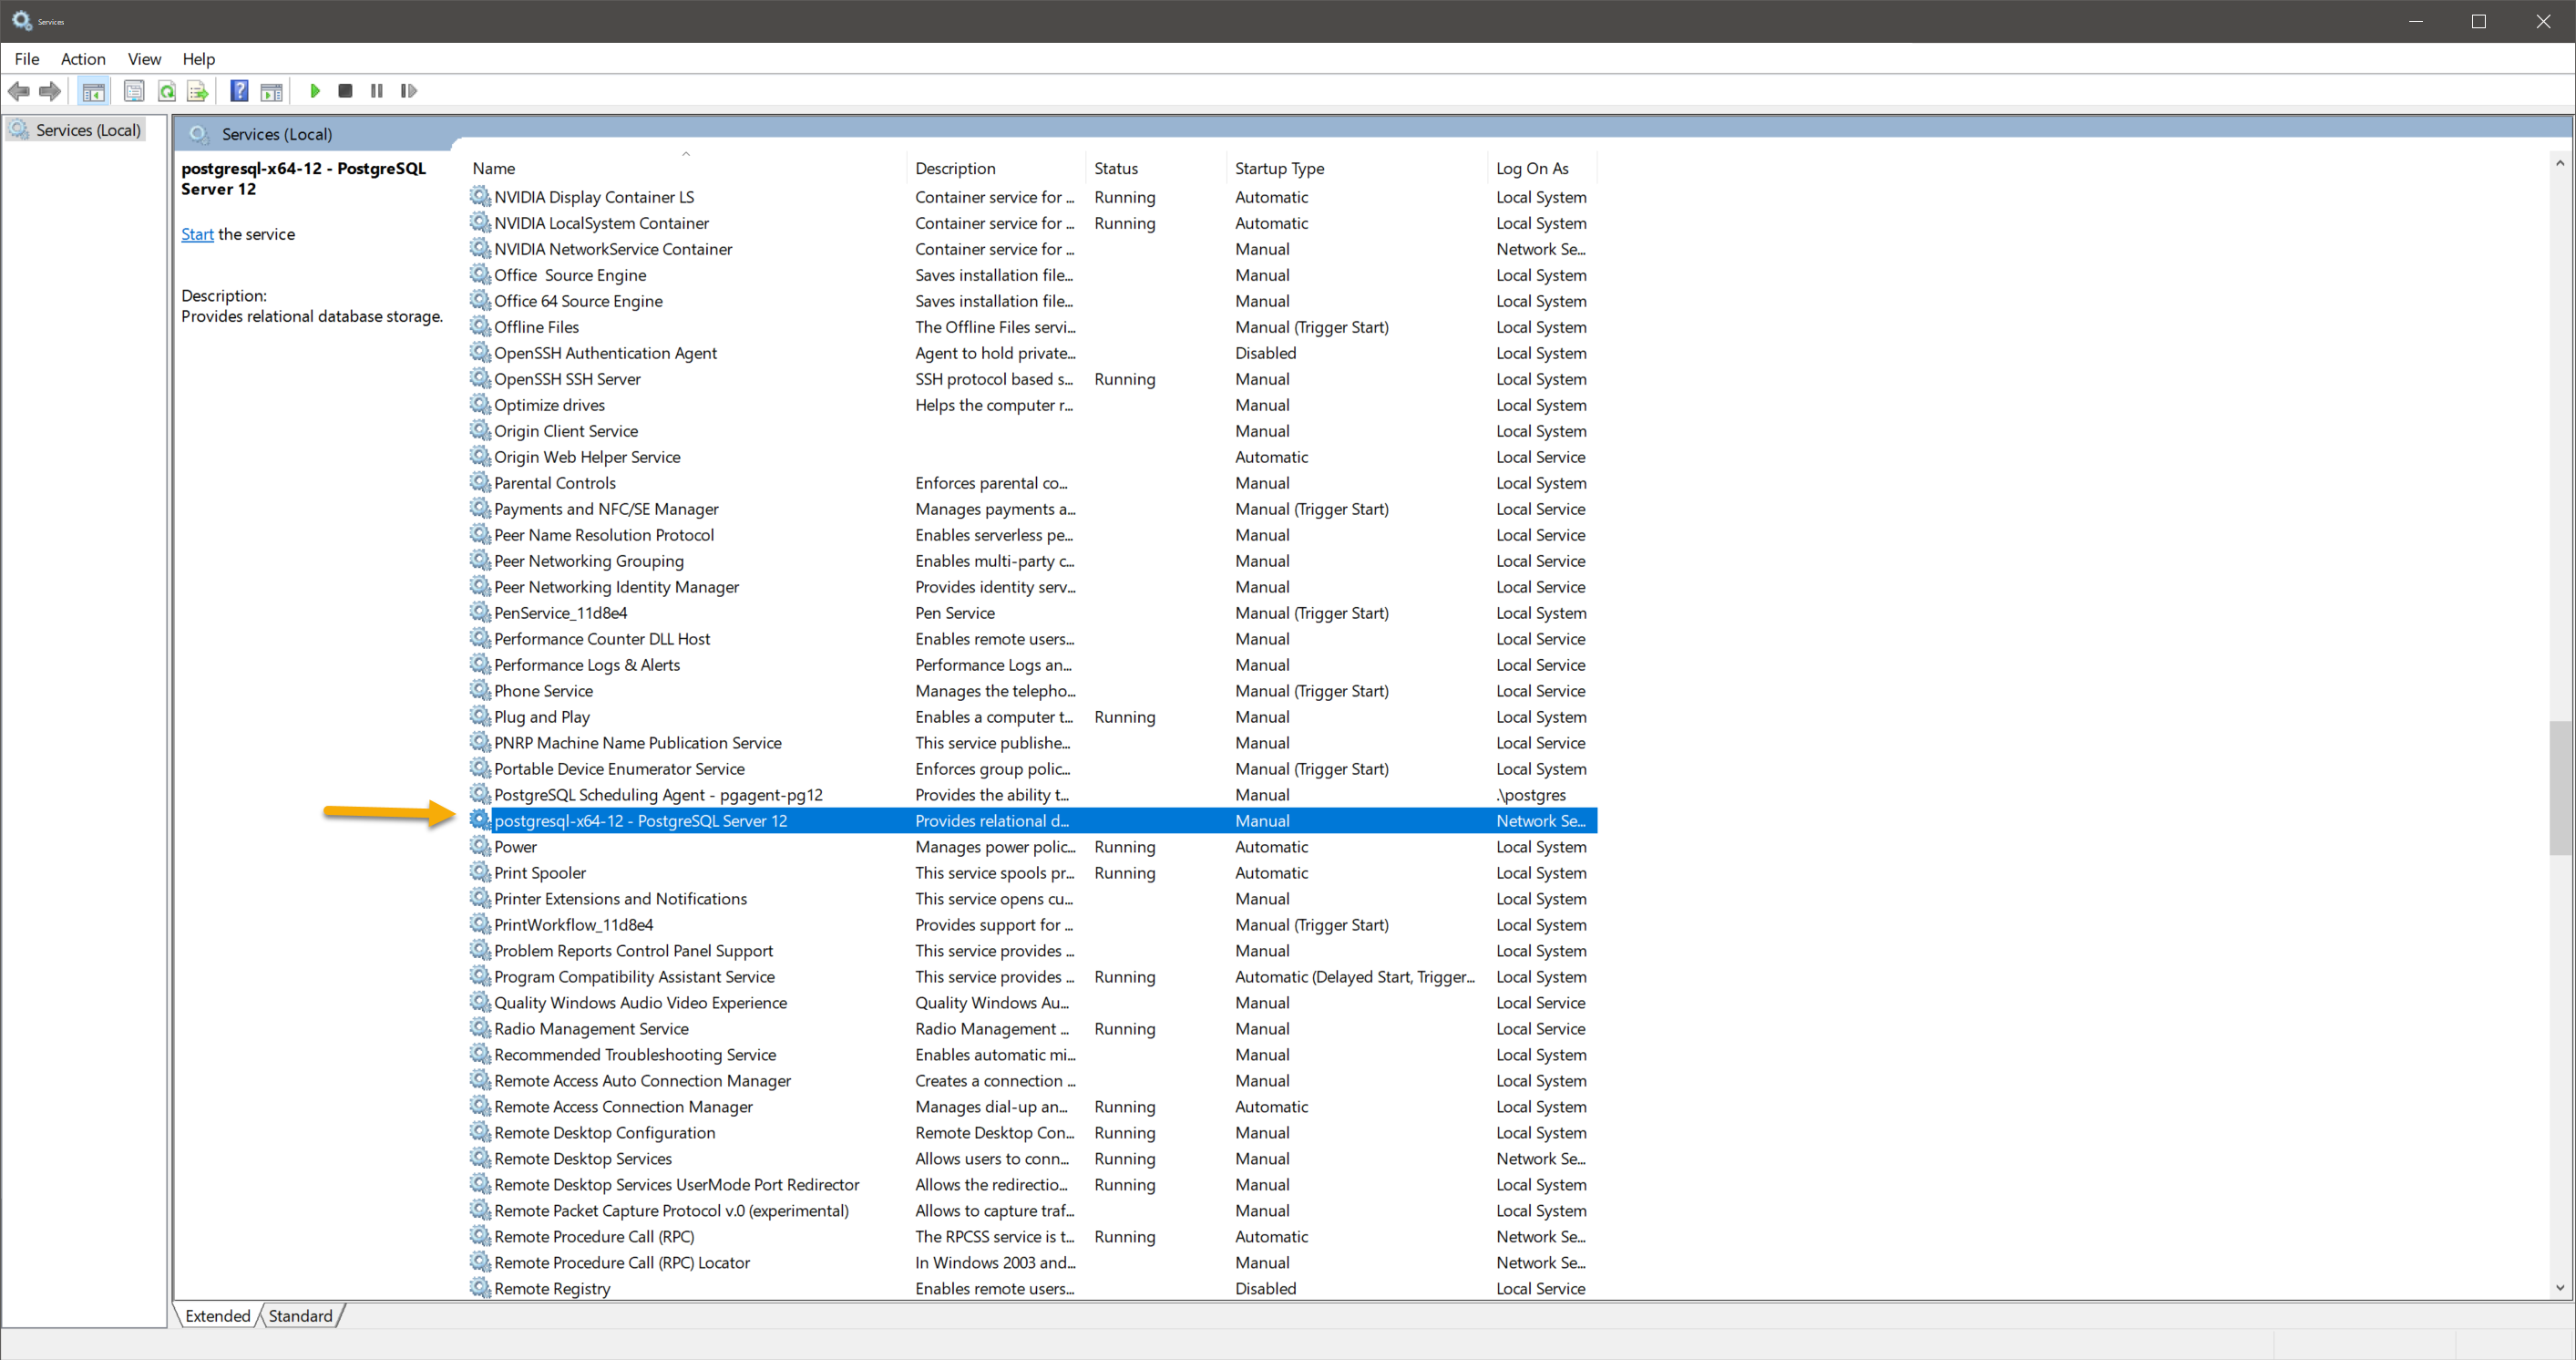 Services
File Action View Help
Services (Local)
Services (Local)
postgresql-x64-12 - PostgreSQL
Server 12
Start the service
Description:
Provides relational database storage.
Name Description Status Startup Type Log On As
NVIDIA Display Container LS Container service for ... Running Automatic Local System
NVIDIA LocalSystem Container Container service for ... Running Automatic Local System
NVIDIA NetworkService Container Container service for ... Manual Network Se...
Office  Source Engine Saves installation file... Manual Local System
Office 64 Source Engine Saves installation file... Manual Local System
Offline Files The Offline Files servi... Manual (Trigger Start) Local System
OpenSSH Authentication Agent Agent to hold private... Disabled Local System
OpenSSH SSH Server SSH protocol based s... Running Manual Local System
Optimize drives Helps the computer r... Manual Local System
Origin Client Service Manual Local System
Origin Web Helper Service Automatic Local Service
Parental Controls Enforces parental co... Manual Local System
Payments and NFC/SE Manager Manages payments a... Manual (Trigger Start) Local Service
Peer Name Resolution Protocol Enables serverless pe... Manual Local Service
Peer Networking Grouping Enables multi-party c... Manual Local Service
Peer Networking Identity Manager Provides identity serv... Manual Local Service
PenService_11d8e4 Pen Service Manual (Trigger Start) Local System
Performance Counter DLL Host Enables remote users... Manual Local Service
Performance Logs & Alerts Performance Logs an... Manual Local Service
Phone Service Manages the telepho... Manual (Trigger Start) Local Service
Plug and Play Enables a computer t... Running Manual Local System
PNRP Machine Name Publication Service This service publishe... Manual Local Service
Portable Device Enumerator Service Enforces group polic... Manual (Trigger Start) Local System
PostgreSQL Scheduling Agent - pgagent-pg12 Provides the ability t... Manual .\postgres
postgresql-x64-12 - PostgreSQL Server 12 Provides relational d... Manual Network Se...
Power Manages power polic... Running Automatic Local System
Print Spooler This service spools pr... Running Automatic Local System
Printer Extensions and Notifications This service opens cu... Manual Local System
PrintWorkflow_11d8e4 Provides support for ... Manual (Trigger Start) Local System
Problem Reports Control Panel Support This service provides ... Manual Local System
Program Compatibility Assistant Service This service provides ... Running Automatic (Delayed Start, Trigger... Local System
Quality Windows Audio Video Experience Quality Windows Au... Manual Local Service
Radio Management Service Radio Management ... Running Manual Local Service
Recommended Troubleshooting Service Enables automatic mi... Manual Local System
Remote Access Auto Connection Manager Creates a connection ... Manual Local System
Remote Access Connection Manager Manages dial-up an... Running Automatic Local System
Remote Desktop Configuration Remote Desktop Con... Running Manual Local System
Remote Desktop Services Allows users to conn... Running Manual Network Se...
Remote Desktop Services UserMode Port Redirector Allows the redirectio... Running Manual Local System
Remote Packet Capture Protocol v.0 (experimental) Allows to capture traf... Manual Local System
Remote Procedure Call (RPC) The RPCSS service is t... Running Automatic Network Se...
Remote Procedure Call (RPC) Locator In Windows 2003 and... Manual Network Se...
Remote Registry Enables remote users... Disabled Local Service
Extended Standard